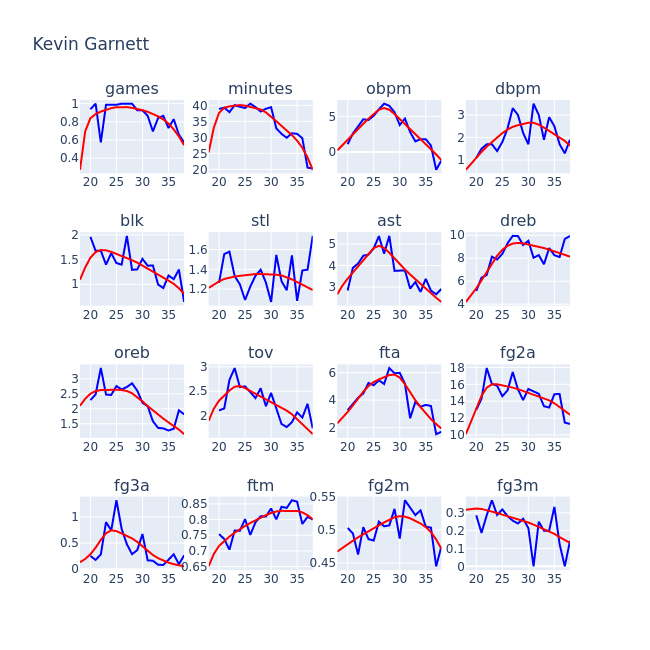 Kevin Garnett
games minutes obpm dbpm
1 0.8 0.6 0.4
40 35 30 25 20
5 0
3 2 1
20 25 30 35 20 25 30 35 20 25 30 35 20 25 30 35
blk stl ast dreb
2 1.5 1
1.6 1.4 1.2
5 4 3
10 8 6 4
20 25 30 35 20 25 30 35 20 25 30 35 20 25 30 35
oreb tov fta fg2a
3 2.5 2 1.5
3 2.5 2
6 4 2
18 16 14 12 10
20 25 30 35 20 25 30 35 20 25 30 35 20 25 30 35
fg3a ftm fg2m fg3m
1 0.5 0
0.85 0.8 0.75 0.7 0.65
0.55 0.5 0.45
0.3 0.2 0.1 0
20 25 30 35 20 25 30 35 20 25 30 35 20 25 30 35